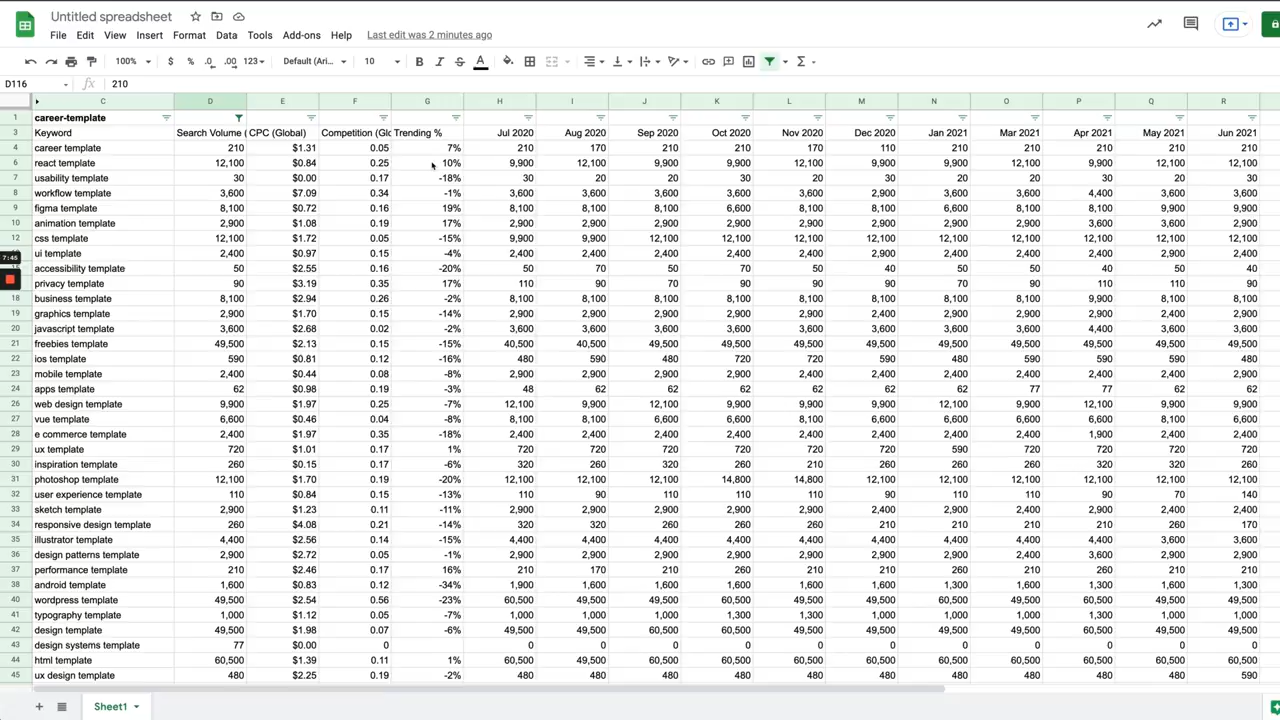 Untitled spreadsheet
File Edit View Insert Format Data Tools Add-ons Help Last edit was 2 minutes ago
100% $ % .0 .00 123 Default (Ari... 10 B I S A
D116 fx 210
C D E F G H I J K L M N O P Q R
1 career-template
3 Keyword Search Volume ( CPC (Global) Competition (Glo Trending % Jul 2020 Aug 2020 Sep 2020 Oct 2020 Nov 2020 Dec 2020 Jan 2021 Mar 2021 Apr 2021 May 2021 Jun 2021
4 career template 210 $1.31 0.05 7% 210 170 210 210 170 110 210 210 210 210 210
6 react template 12,100 $0.84 0.25 10% 9,900 12,100 9,900 9,900 12,100 9,900 9,900 12,100 9,900 12,100 12,100
7 usability template 30 $0.00 0.17 -18% 30 20 20 30 20 30 20 20 30 20 30
8 workflow template 3,600 $7.09 0.34 -1% 3,600 3,600 3,600 3,600 3,600 2,900 3,600 3,600 4,400 3,600 3,600
9 figma template 8,100 $0.72 0.16 19% 8,100 8,100 8,100 6,600 8,100 8,100 6,600 8,100 8,100 9,900 9,900
10 animation template 2,900 $1.08 0.19 17% 2,900 2,900 2,900 2,900 2,900 2,900 2,900 2,900 3,600 3,600 2,900
12 css template 12,100 $1.72 0.05 -15% 9,900 9,900 12,100 12,100 12,100 12,100 12,100 12,100 12,100 12,100 12,100
ui template 2,400 $0.97 0.15 -4% 2,400 2,400 2,400 2,400 2,400 2,900 2,400 2,400 2,900 2,400 2,400
7:45
accessibility template 50 $2.55 0.16 -20% 50 70 50 70 50 40 50 50 40 50 40
privacy template 90 $3.19 0.35 17% 110 90 70 90 90 90 70 90 110 110 90
18 business template 8,100 $2.94 0.26 -2% 8,100 8,100 8,100 8,100 8,100 8,100 8,100 8,100 9,900 8,100 8,100
19 graphics template 2,900 $1.70 0.15 -14% 2,900 2,900 2,900 2,900 2,900 2,900 2,900 2,900 2,900 2,400 2,400
20 javascript template 3,600 $2.68 0.02 -2% 3,600 3,600 3,600 3,600 3,600 3,600 3,600 3,600 4,400 3,600 3,600
21 freebies template 49,500 $2.13 0.15 -15% 40,500 40,500 49,500 49,500 49,500 49,500 49,500 49,500 49,500 49,500 49,500
22 ios template 590 $0.81 0.12 -16% 480 590 480 720 720 590 480 590 590 590 480
23 mobile template 2,400 $0.44 0.08 -8% 2,900 2,900 2,900 2,900 2,400 2,400 2,400 2,400 2,400 2,400 2,400
24 apps template 62 $0.98 0.19 -3% 48 62 62 62 62 62 62 77 77 62 62
26 web design template 9,900 $1.97 0.25 -7% 12,100 9,900 12,100 9,900 9,900 9,900 9,900 12,100 9,900 12,100 9,900
27 vue template 6,600 $0.46 0.04 -8% 8,100 8,100 6,600 6,600 8,100 6,600 6,600 6,600 8,100 6,600 6,600
28 e commerce template 2,400 $1.97 0.35 -18% 2,400 2,400 2,400 2,400 2,400 2,400 2,400 2,400 1,900 2,400 2,400
29 ux template 720 $1.01 0.17 1% 720 720 720 720 720 720 590 720 720 720 720
30 inspiration template 260 $0.15 0.17 -6% 320 260 320 260 210 260 260 260 320 320 260
31 photoshop template 12,100 $1.70 0.19 -20% 12,100 12,100 12,100 14,800 14,800 12,100 12,100 12,100 12,100 12,100 12,100
32 user experience template 110 $0.84 0.15 -13% 110 90 110 110 110 90 110 110 90 70 140
33 sketch template 2,900 $1.23 0.11 -11% 2,900 2,900 2,900 2,900 2,900 2,400 2,900 2,400 2,900 2,400 2,400
34 responsive design template 260 $4.08 0.21 -14% 320 320 260 260 260 210 210 210 210 260 170
35 illustrator template 4,400 $2.56 0.14 -15% 4,400 4,400 4,400 4,400 4,400 4,400 4,400 4,400 4,400 3,600 3,600
36 design patterns template 2,900 $2.72 0.05 -1% 2,900 2,900 2,900 2,900 2,900 2,900 2,900 2,400 3,600 2,900 2,900
37 performance template 210 $2.46 0.17 16% 210 170 210 260 210 210 210 260 210 260 210 210
38 android template 1,600 $0.83 0.12 -34% 1,900 1,600 1,600 1,600 1,600 1,600 1,300 1,600 1,300 1,600 1,300
40 wordpress template 49,500 $2.54 0.56 -23% 60,500 49,500 60,500 60,500 60,500 49,500 60,500 49,500 49,500 49,500 49,500
41 typography template 1,000 $1.12 0.05 -7% 1,000 1,000 1,000 1,300 1,300 1,000 1,000 1,000 1,300 1,000 1,000
42 design template 49,500 $1.98 0.07 -6% 49,500 49,500 60,500 60,500 49,500 49,500 49,500 49,500 60,500 49,500 49,500
43 design systems template 77 $0.00 0 0 0 0 0 0 0 0 0 0 0 0
44 html template 60,500 $1.39 0.11 1% 60,500 49,500 60,500 60,500 60,500 60,500 60,500 60,500 60,500 60,500 60,500
45 ux design template 480 $2.25 0.19 -2% 480 480 480 480 480 480 480 480 480 480 590
Sheet1